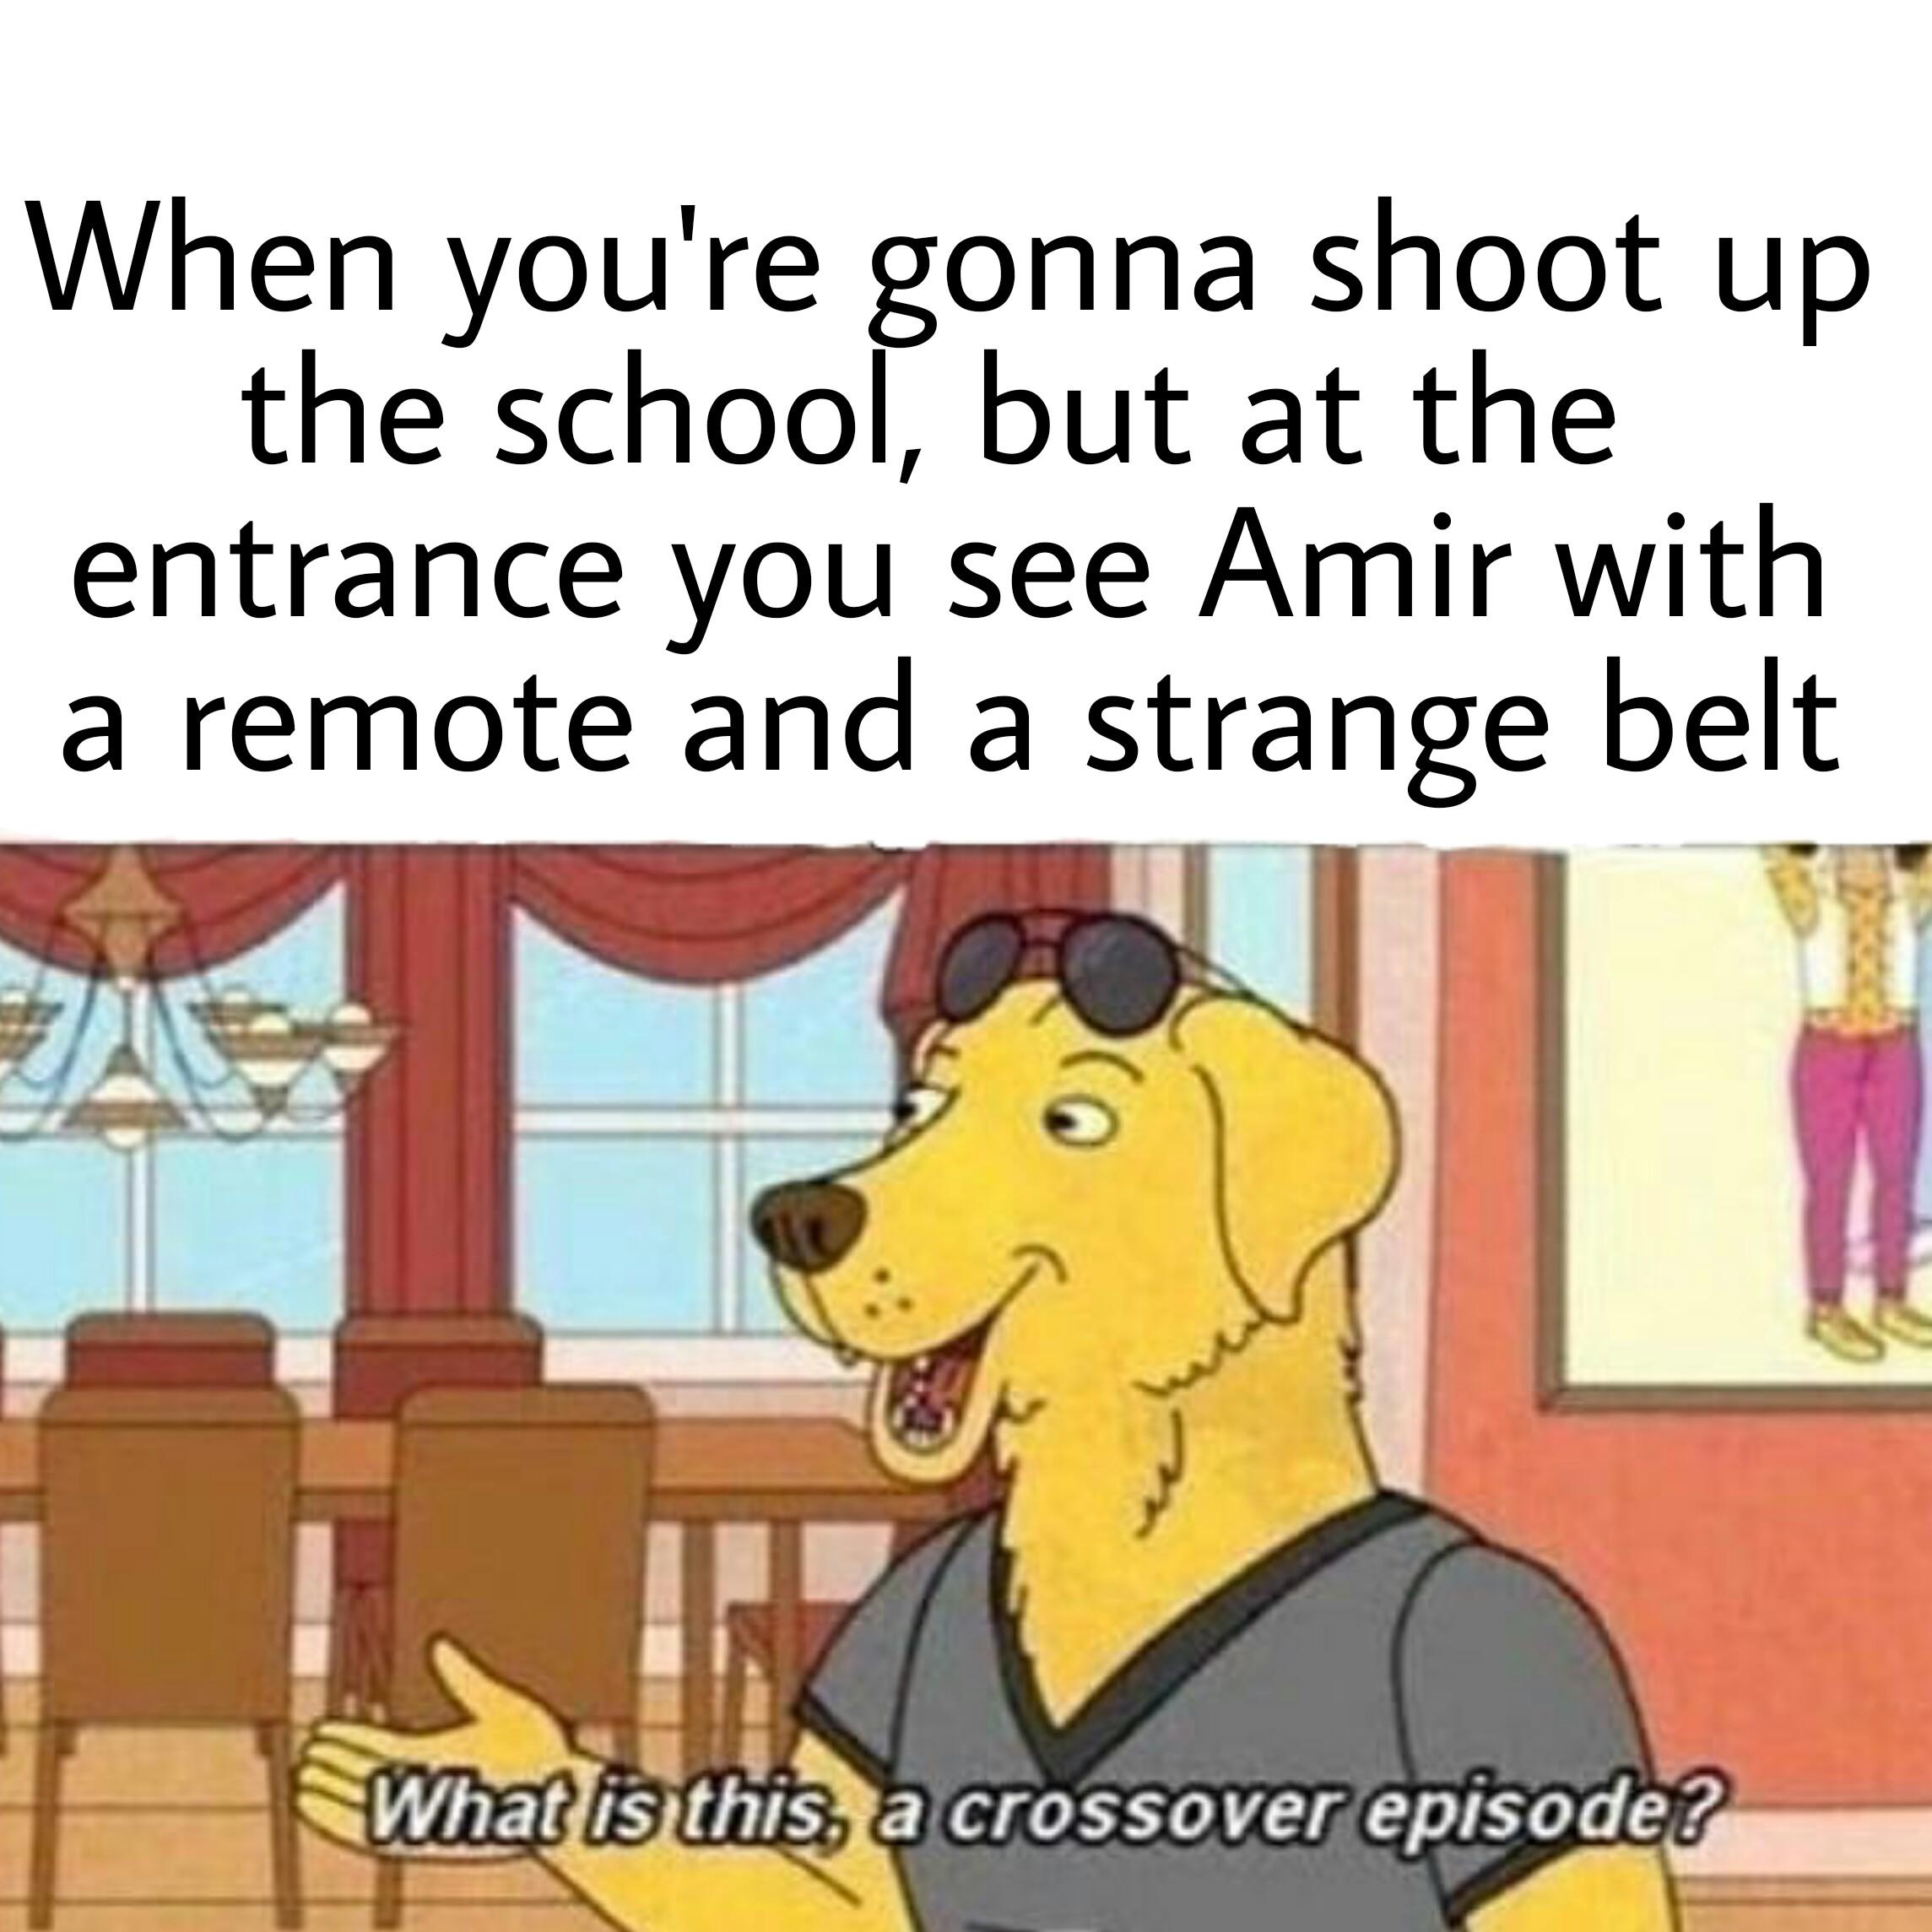 When you're gonna shoot up
the school, but at the
entrance you see Amir with
a remote and a strange belt
What is this, a crossover episode?